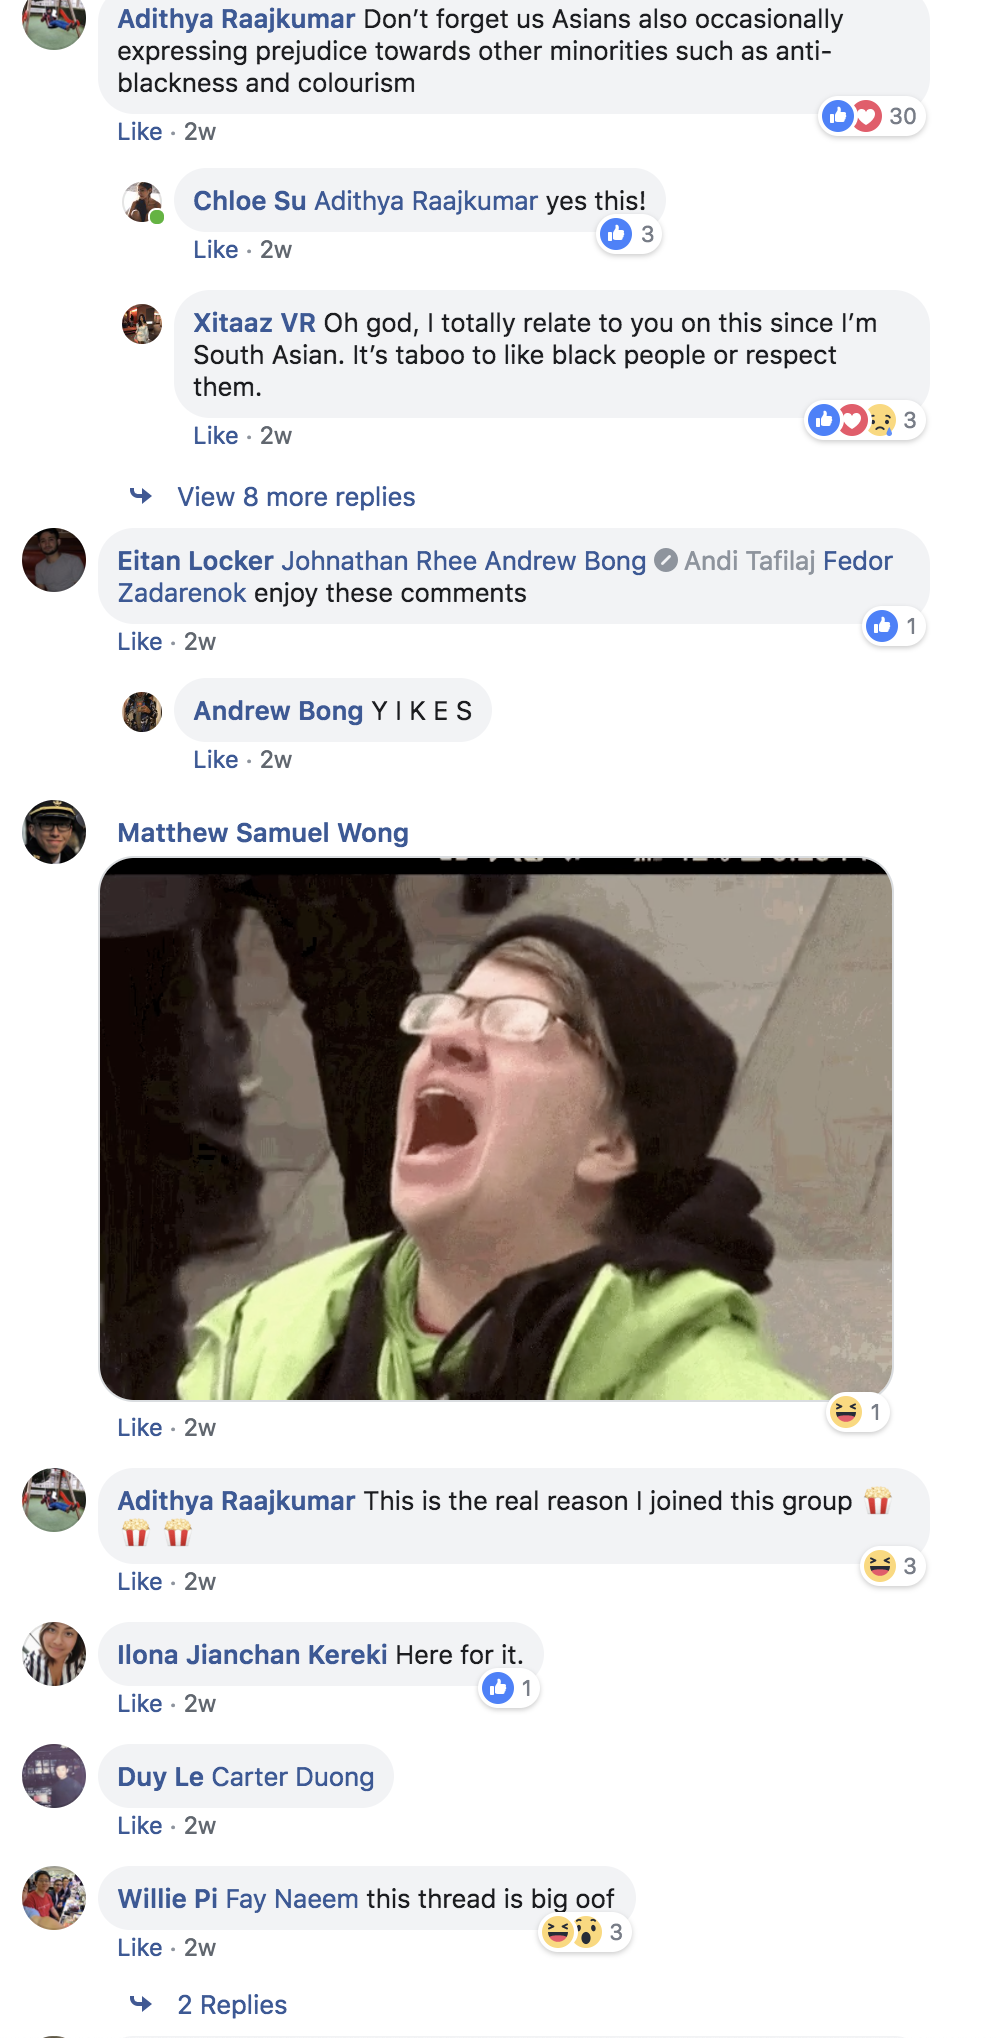 Adithya Raajkumar Don’t forget us Asians also occasionally
expressing prejudice towards other minorities such as anti-
blackness and colourism
30
Like · 2w
Chloe Su Adithya Raajkumar yes this!
3
Like · 2w
Xitaaz VR Oh god, I totally relate to you on this since I’m
South Asian. It’s taboo to like black people or respect
them.
3
Like · 2w
View 8 more replies
Eitan Locker Johnathan Rhee Andrew Bong Andi Tafilaj Fedor
Zadarenok enjoy these comments
1
Like · 2w
Andrew Bong Y I K E S
Like · 2w
Matthew Samuel Wong
1
Like · 2w
Adithya Raajkumar This is the real reason I joined this group 🍿
🍿 🍿
3
Like · 2w
Ilona Jianchan Kereki Here for it.
1
Like · 2w
Duy Le Carter Duong
Like · 2w
Willie Pi Fay Naeem this thread is big oof
3
Like · 2w
2 Replies